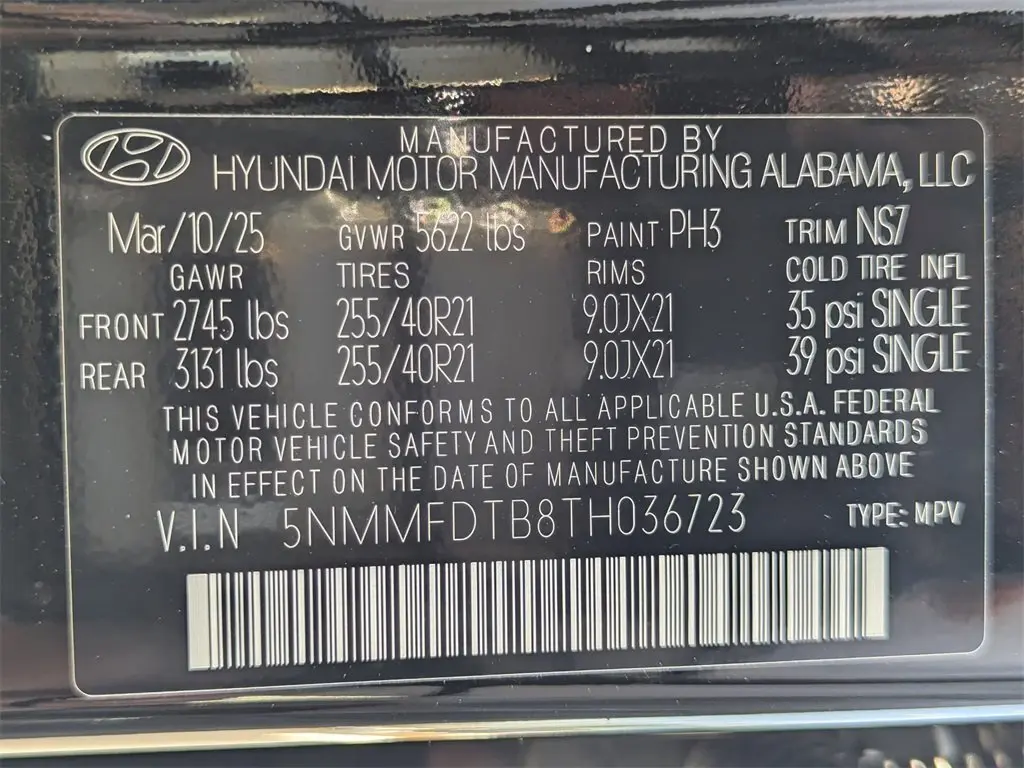 MANUFACTURED BY
HYUNDAI MOTOR MANUFACTURING ALABAMA, LLC
Mar/10/25 GVWR 5622 lbs PAINT PH3 TRIM NS7
GAWR TIRES RIMS COLD TIRE INFL
FRONT 2745 lbs 255/40R21 9.0JX21 35 psi SINGLE
REAR 3131 lbs 255/40R21 9.0JX21 39 psi SINGLE
THIS VEHICLE CONFORMS TO ALL APPLICABLE U.S.A. FEDERAL
MOTOR VEHICLE SAFETY AND THEFT PREVENTION STANDARDS
IN EFFECT ON THE DATE OF MANUFACTURE SHOWN ABOVE
V.I.N 5NMMFDTB8TH036723 TYPE: MPV